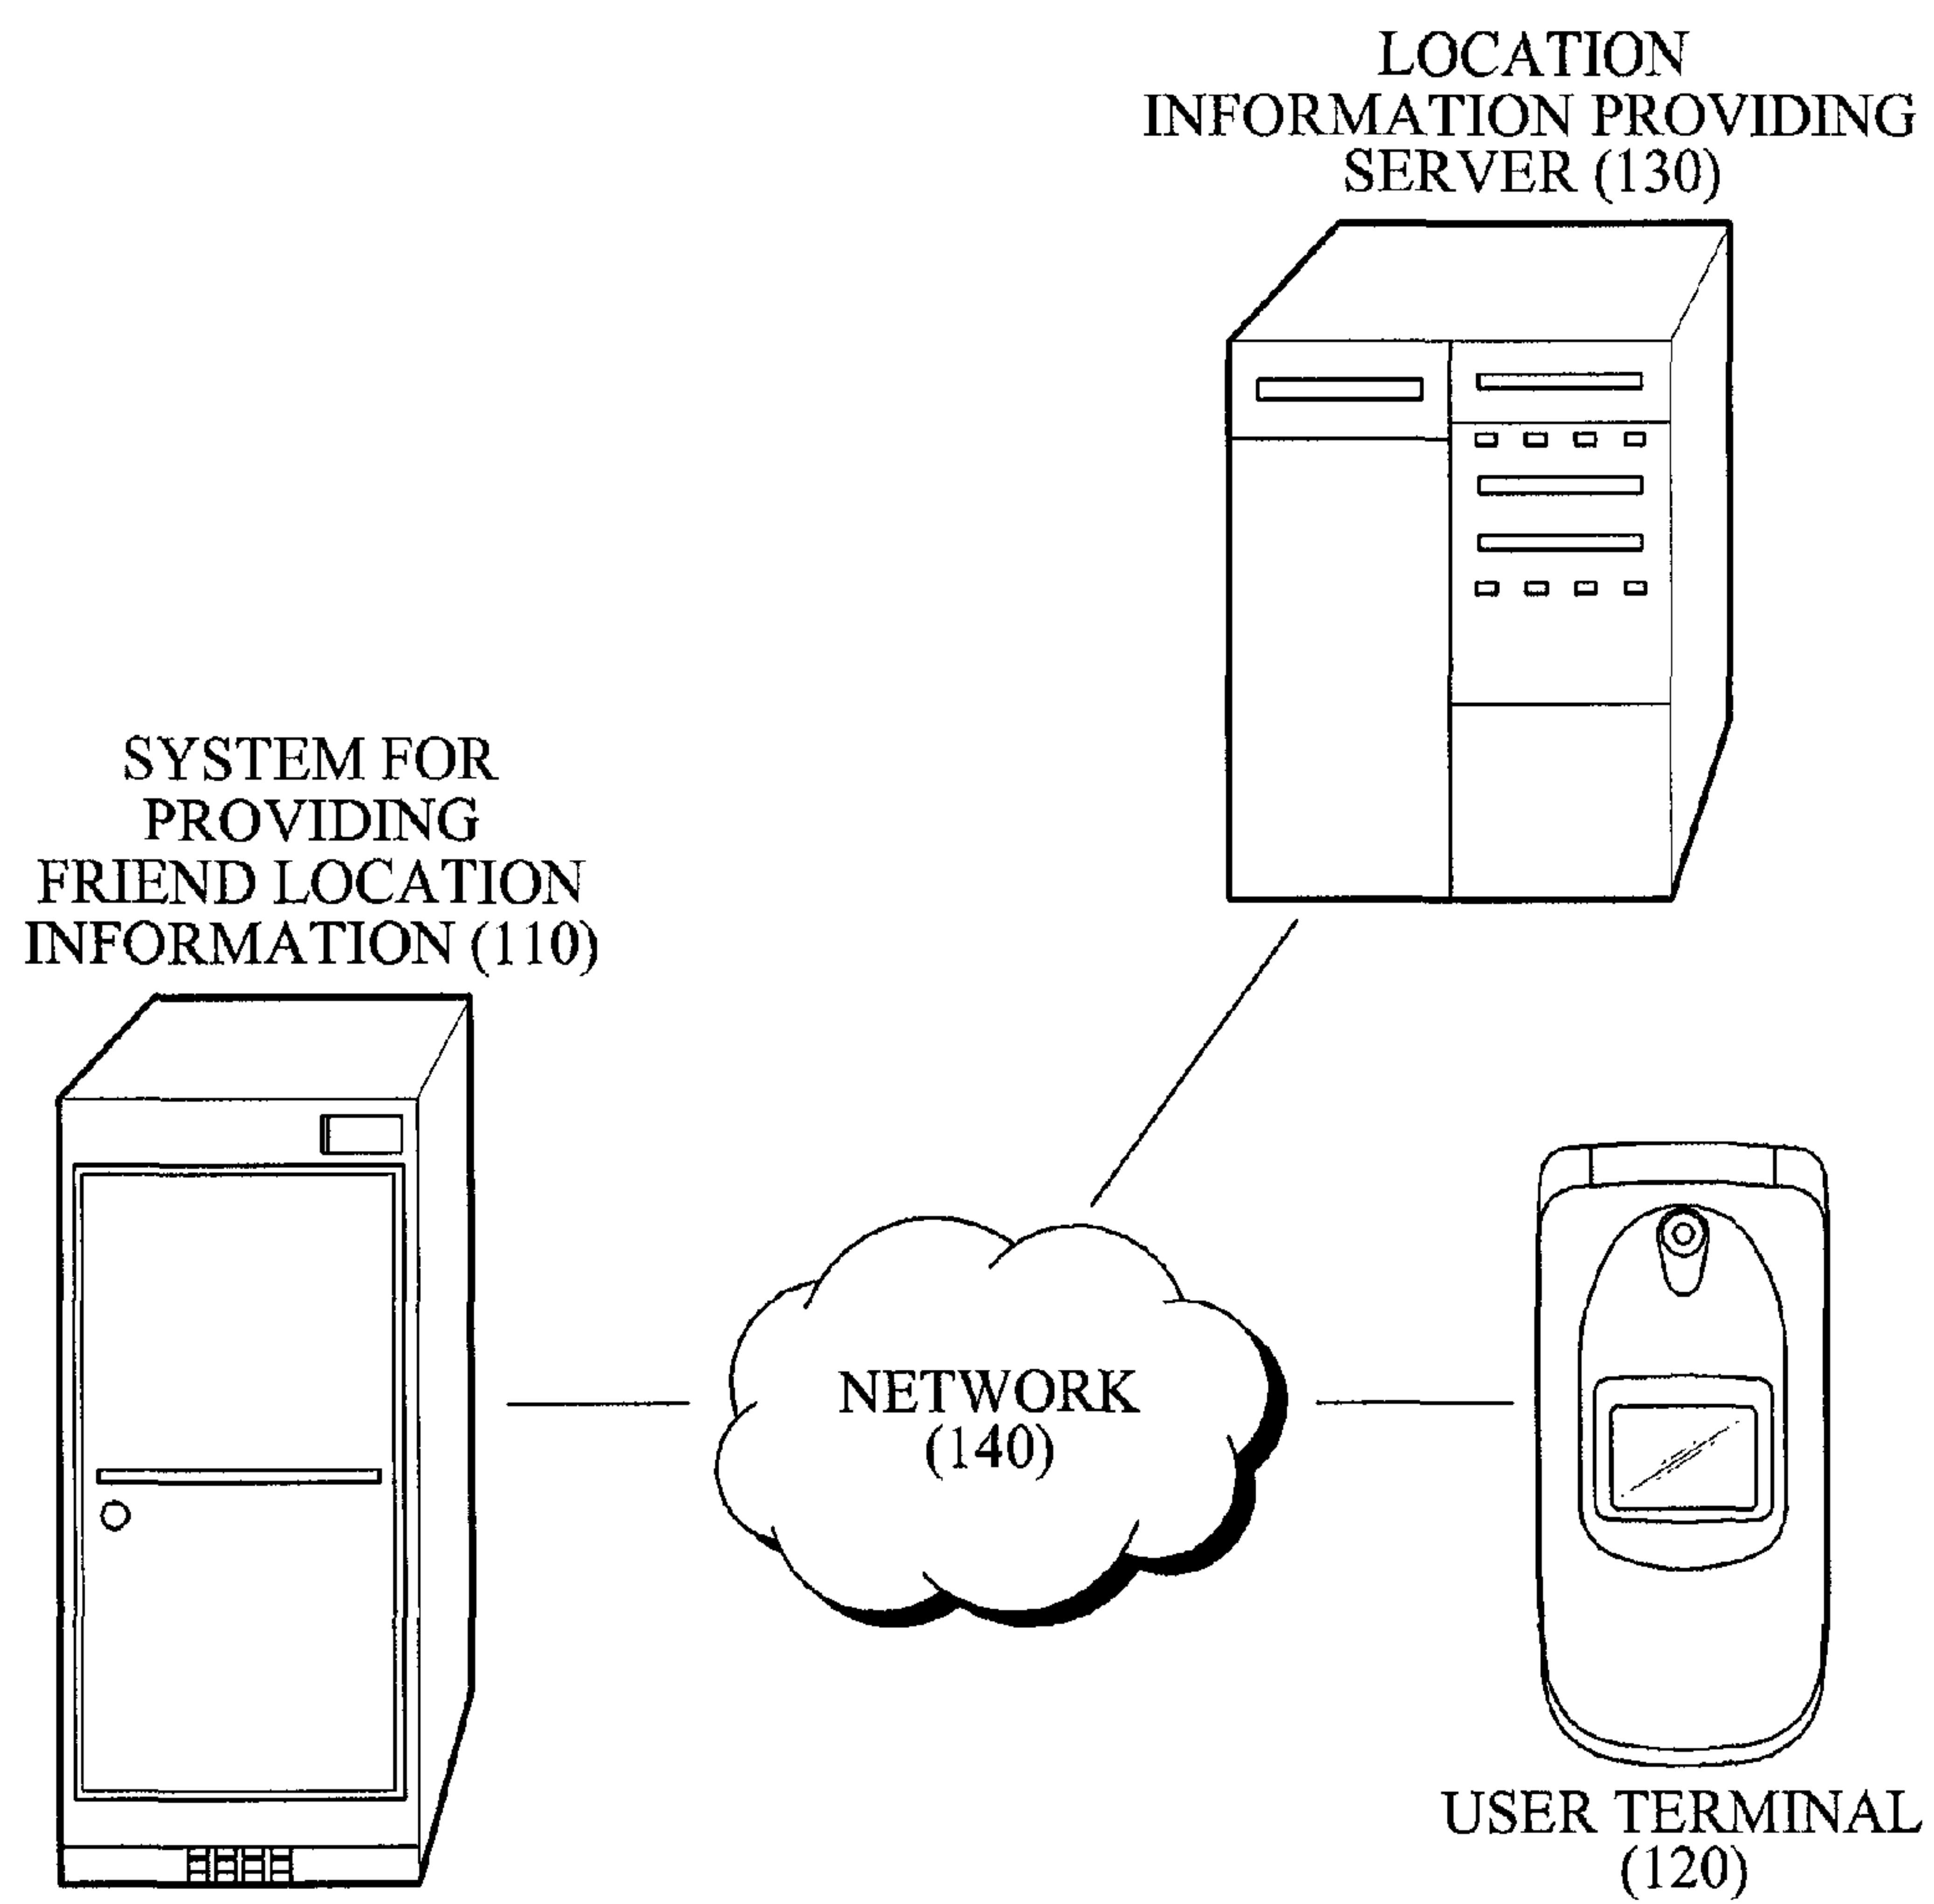 LOCATION
INFORMATION PROVIDING
SERVER (130)
SYSTEM FOR
PROVIDING
FRIEND LOCATION
INFORMATION (110)
NETWORK
(140)
USER TERMINAL
(120)